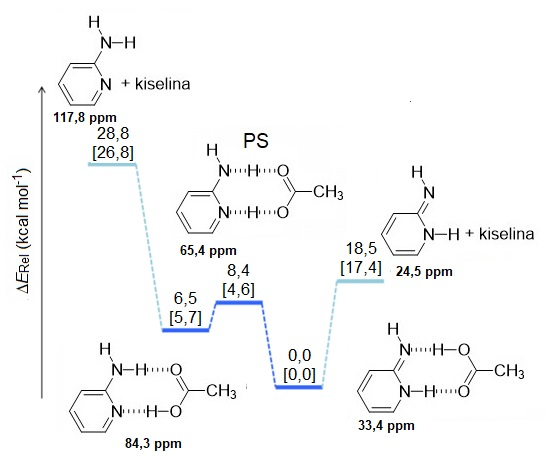 H
N–H
N + kiselina
117,8 ppm
28,8
[26,8]
PS
H
N H O
CH3
N H O
65,4 ppm
H
N
N–H + kiselina
18,5
[17,4] 24,5 ppm
ΔERel (kcal mol-1)
8,4
[4,6]
6,5
[5,7]
0,0
[0,0]
H
N–H O
CH3
N H–O
84,3 ppm
H
N H–O
CH3
N–H O
33,4 ppm